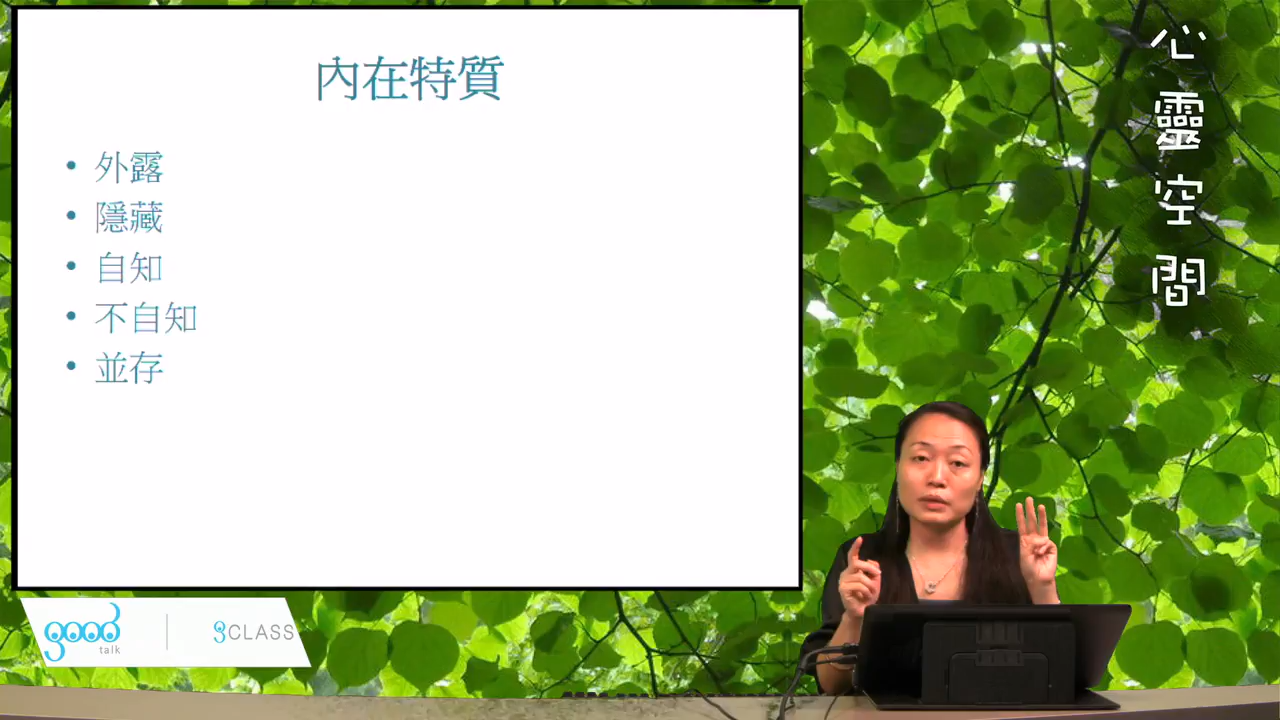 內在特質
• 外露
• 隱藏
• 自知
• 不自知
• 並存
心靈空間
good
talk
gCLASS